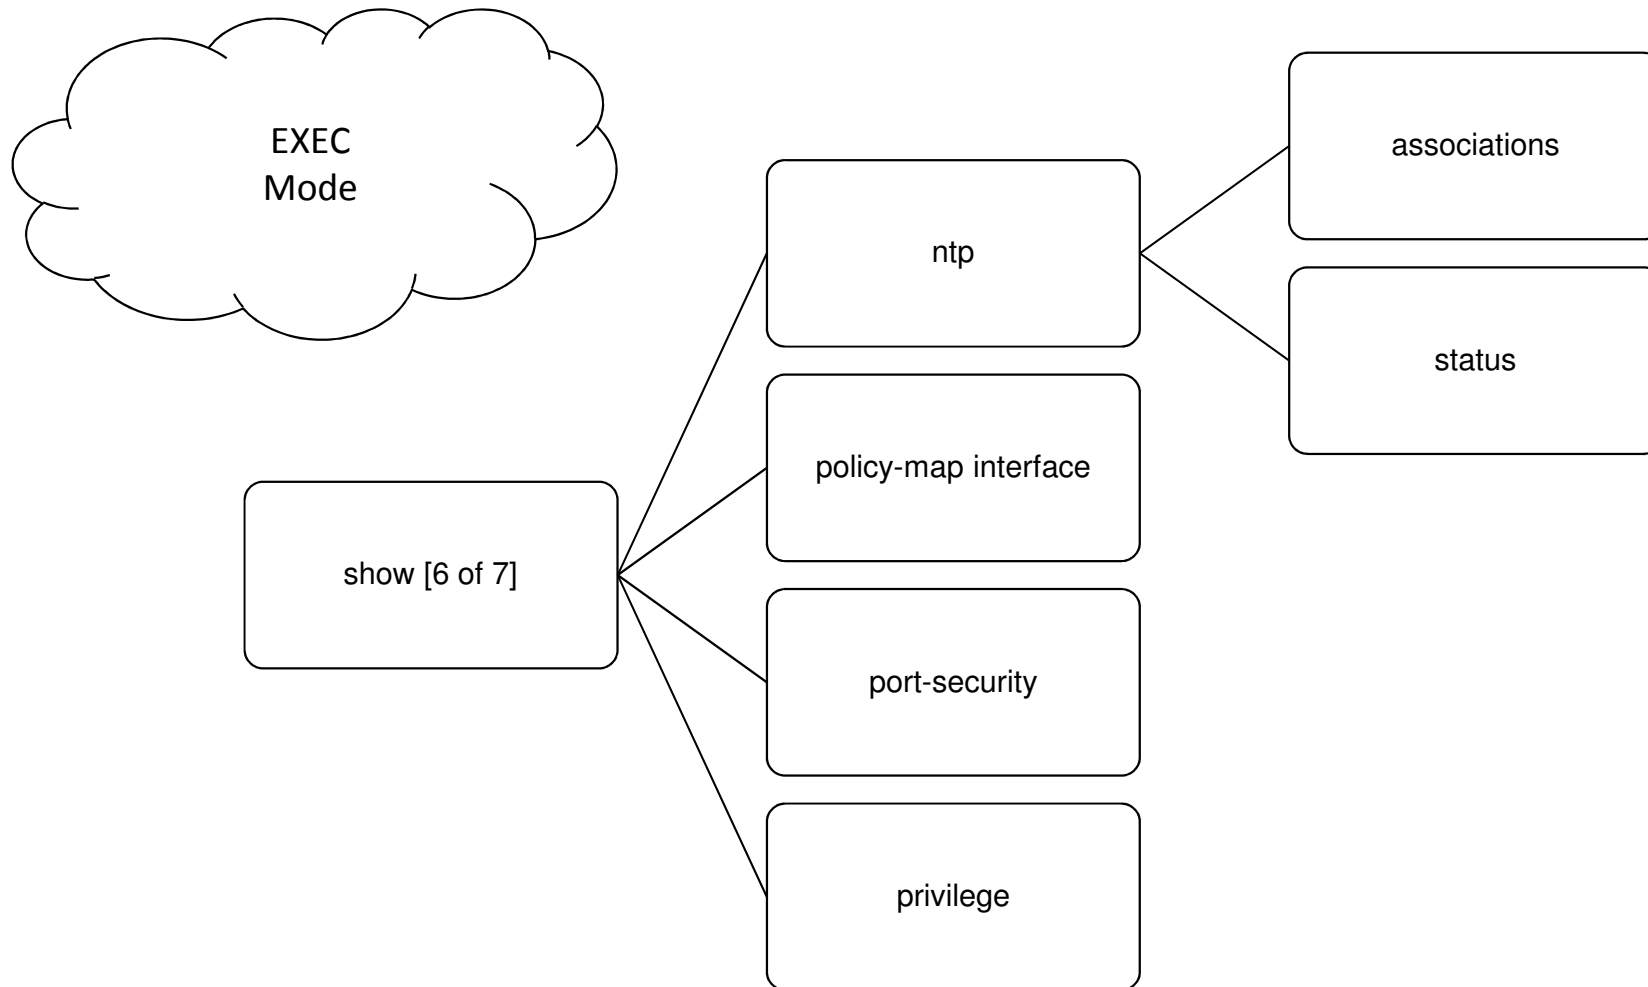 EXEC
Mode
show [6 of 7]
ntp
associations
status
policy-map interface
port-security
privilege